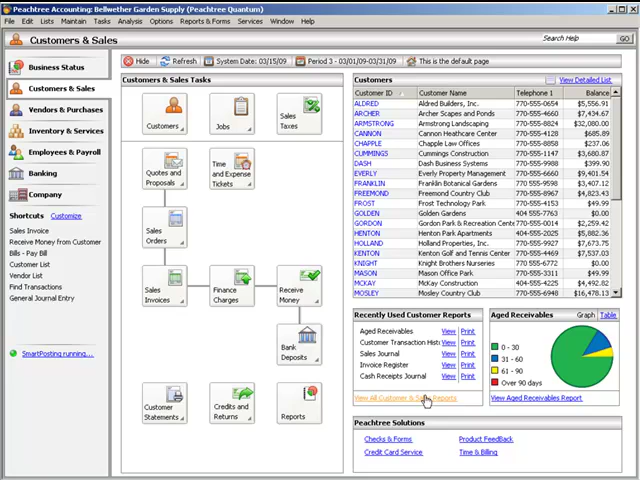 Peachtree Accounting: Bellwether Garden Supply (Peachtree Quantum)
File Edit Lists Maintain Tasks Analysis Options Reports & Forms Services Window Help
Customers & Sales
Search Help
GO
Business Status
Customers & Sales
Vendors & Purchases
Inventory & Services
Employees & Payroll
Banking
Company
Shortcuts Customize
Sales Invoice
Receive Money from Customer
Bills - Pay Bill
Customer List
Vendor List
Find Transactions
General Journal Entry
SmartPosting running...
Hide Refresh System Date: 03/15/09 Period 3 - 03/01/09-03/31/09 This is the default page
Customers & Sales Tasks
Customers
Jobs
Sales
Taxes
Quotes and
Proposals
Time
and Expense
Tickets
Sales
Orders
Sales
Invoices
Finance
Charges
Receive
Money
Bank
Deposits
Customer
Statements
Credits and
Returns
Reports
Customers
View Detailed List
Customer ID Customer Name Telephone 1 Balance
ALDRED Aldred Builders, Inc. 770-555-0654 $5,556.91
ARCHER Archer Scapes and Ponds 770-555-4660 $7,434.67
ARMSTRONG Armstrong Landscaping 770-555-8824 $32,080.00
CANNON Cannon Heathcare Center 770-555-2128 $685.89
CHAPPLE Chapple Law Offices 770-555-8858 $237.06
CUMMINGS Cummings Construction 770-555-1147 $3,680.87
DASH Dash Business Systems 770-555-9988 $399.90
EVERLY Everly Property Management 770-555-6660 $9,401.54
FRANKLIN Franklin Botanical Gardens 770-555-9598 $3,407.12
FREEMOND Freemond Country Club 770-555-8967 $3,180.61
FROST Frost Technology Park 770-555-4153 $49.99
GOLDEN Golden Gardens 404 555-7763 $0.00
GORDON Gordon Park & Recreation Cente 770-555-0014 $2,259.42
HENTON Henton Park Apartments 404-555-2025 $5,882.36
HOLLAND Holland Properties, Inc. 770-555-9927 $7,673.75
KENTON Kenton Golf and Tennis Center 404-555-4469 $7,537.03
KNIGHT Knight Brothers Nurseries 770-555-6772 $0.00
MASON Mason Office Park 770-555-3311 $49.99
MCKAY McKay Construction 404-555-4225 $4,492.82
MOSLEY Mosley Country Club 770-555-6948 $16,478.13
Recently Used Customer Reports
Aged Receivables View Print
Customer Transaction Hist View Print
Sales Journal View Print
Invoice Register View Print
Cash Receipts Journal View Print
View All Customer & Sales Reports
Aged Receivables Graph Table
0 - 30
31 - 60
61 - 90
Over 90 days
View Aged Receivables Report
Peachtree Solutions
Checks & Forms Product FeedBack
Credit Card Service Time & Billing